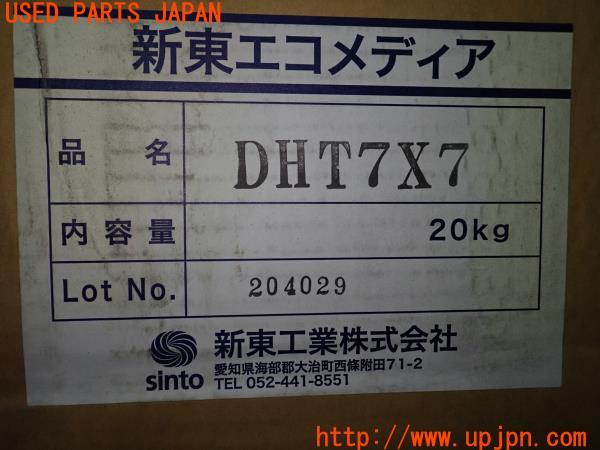 USED PARTS JAPAN
新東エコメディア
品名 DHT7X7
内容量 20kg
Lot No. 204029
sinto 新東工業株式会社
愛知県海部郡大治町西條附田71-2
TEL 052-441-8551
http://www.upjpn.com